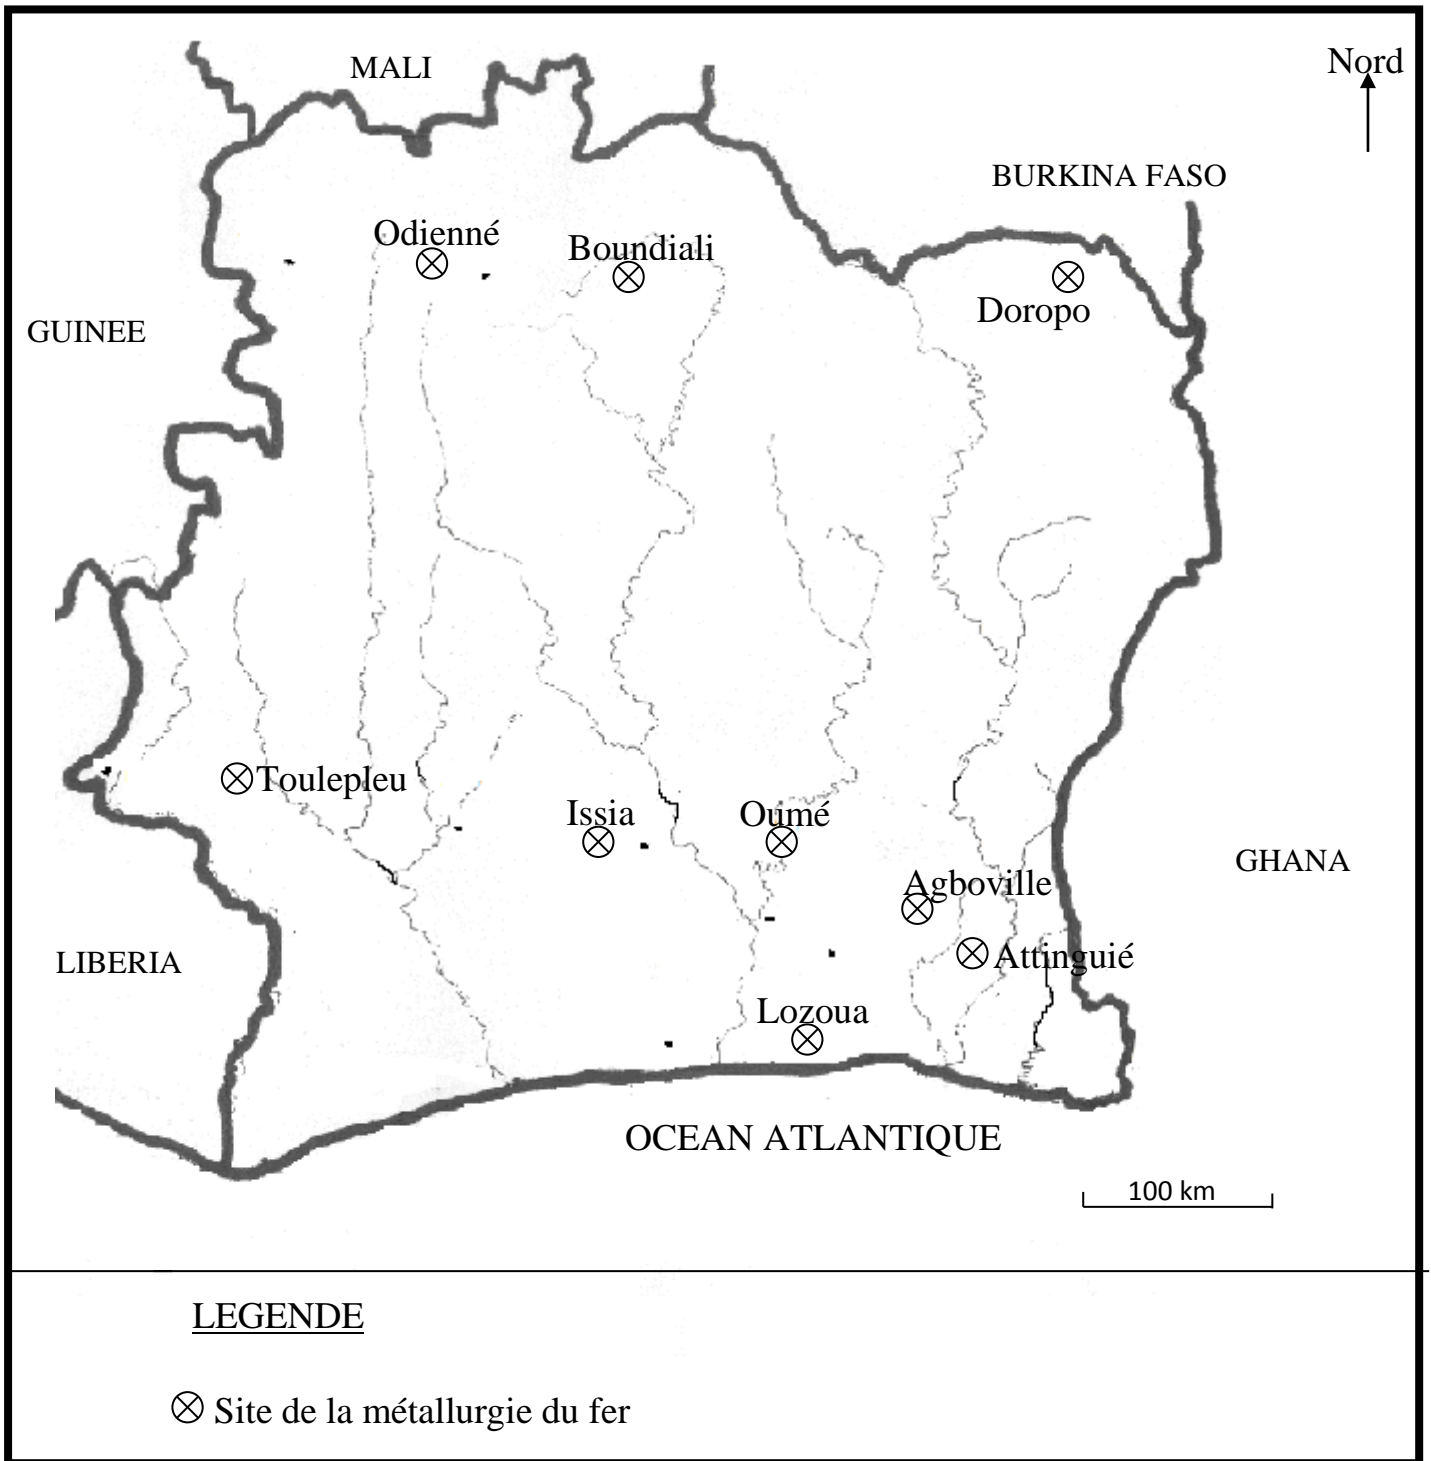 Nord
MALI
BURKINA FASO
Odienné
Boundiali
Doropo
GUINEE
Toulepleu
Issia
Oumé
GHANA
Agboville
Attinguié
LIBERIA
Lozoua
OCEAN ATLANTIQUE
100 km
LEGENDE
Site de la métallurgie du fer